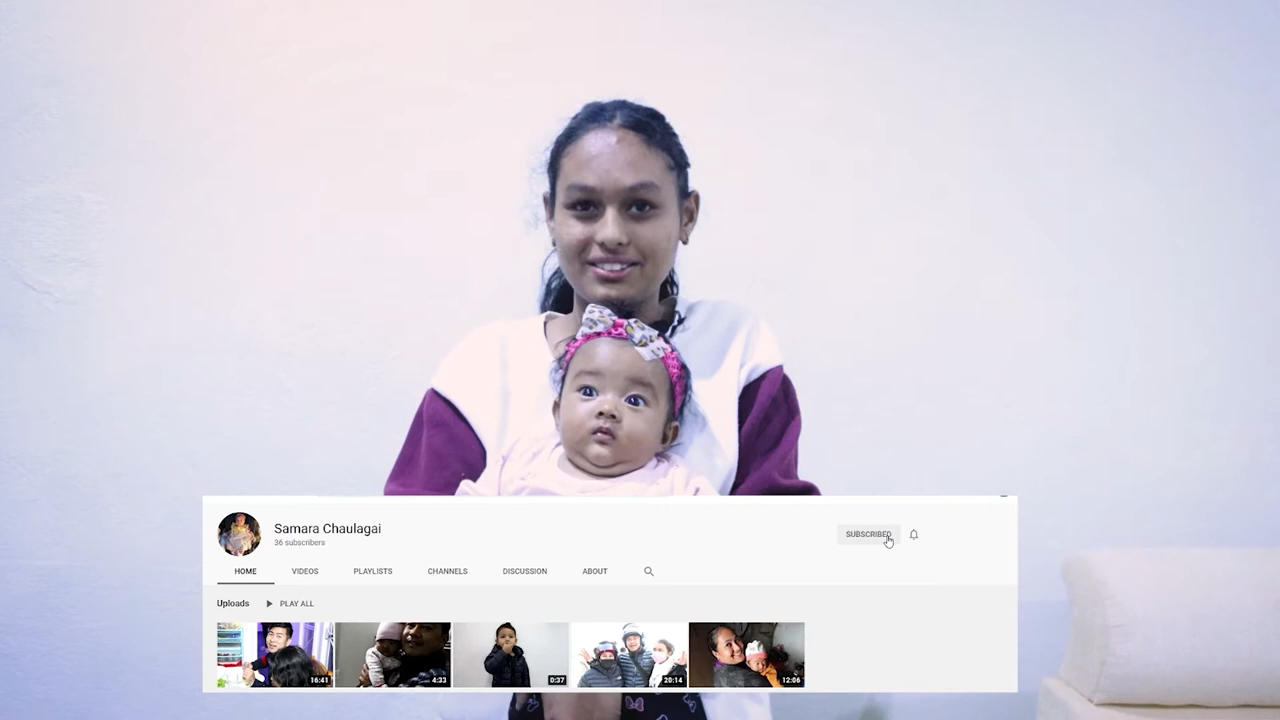 Samara Chaulagai
36 subscribers
SUBSCRIBED
HOME VIDEOS PLAYLISTS CHANNELS DISCUSSION ABOUT
Uploads PLAY ALL
16:41 4:33 0:37 20:14 12:06